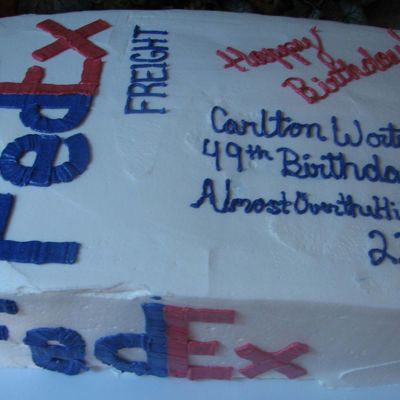 FedEx
FREIGHT
Happy
Birthday!
Carlton
49th
Almost Over the
FedEx